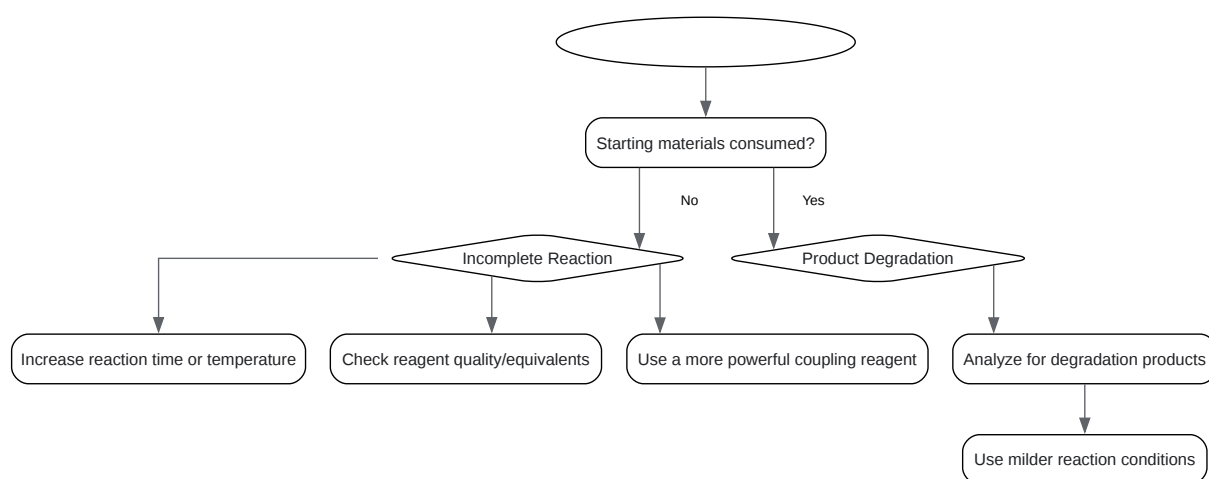 Starting materials consumed?
No
Yes
Incomplete Reaction
Product Degradation
Increase reaction time or temperature
Check reagent quality/equivalents
Use a more powerful coupling reagent
Analyze for degradation products
Use milder reaction conditions